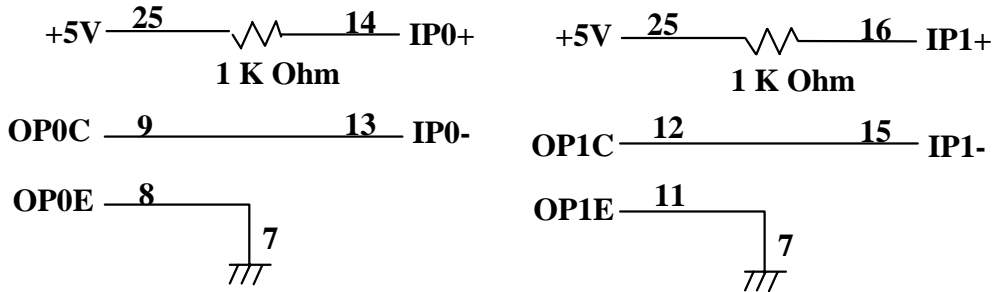 +5V 25 14 IP0+
1 K Ohm
OP0C 9 13 IP0-
OP0E 8
7
+5V 25 16 IP1+
1 K Ohm
OP1C 12 15 IP1-
OP1E 11
7